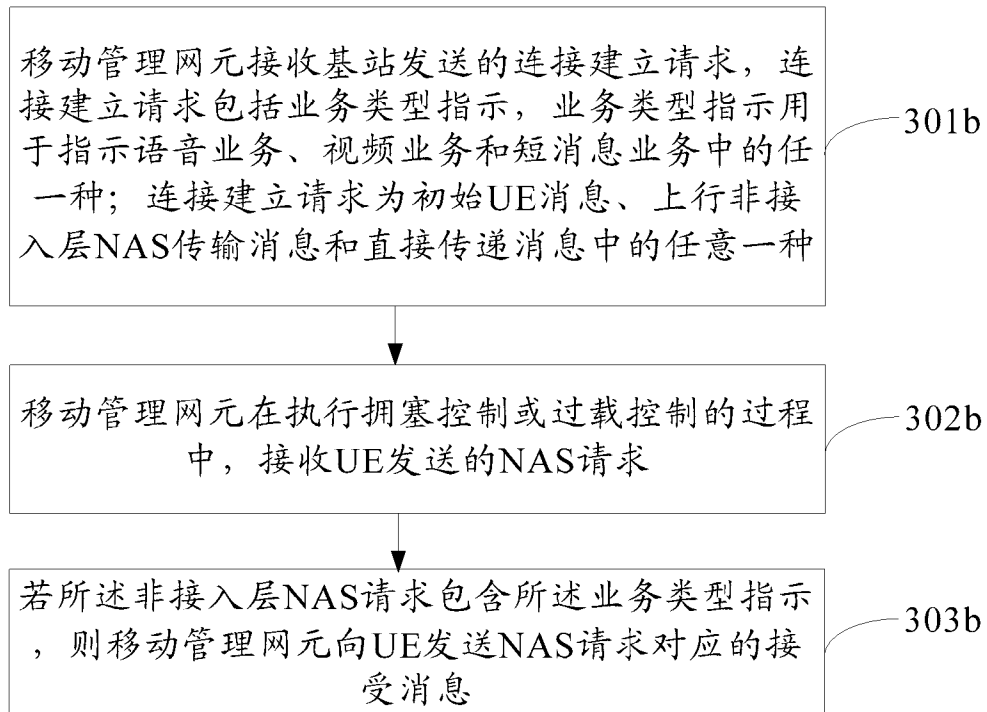 移动管理网元接收基站发送的连接建立请求，连
接建立请求包括业务类型指示，业务类型指示用
于指示语音业务、视频业务和短消息业务中的任
一种；连接建立请求为初始UE消息、上行非接
入层NAS传输消息和直接传递消息中的任意一种
301b
移动管理网元在执行拥塞控制或过载控制的过程
中，接收UE发送的NAS请求
302b
若所述非接入层NAS请求包含所述业务类型指示
，则移动管理网元向UE发送NAS请求对应的接
受消息
303b